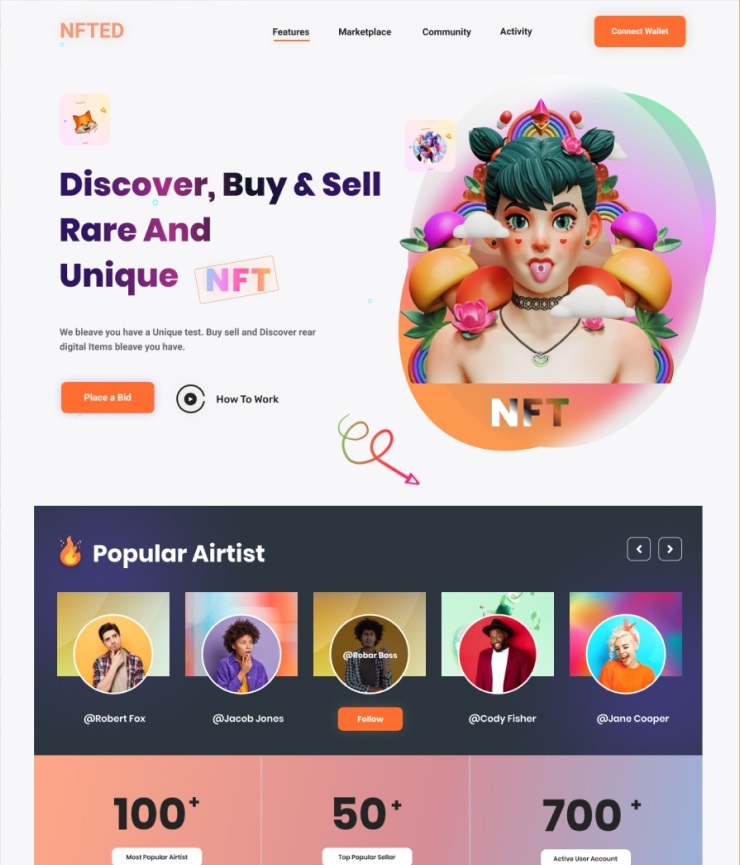 NFTED
Features
Marketplace
Community
Activity
Connect Wallet
Discover, Buy & Sell
Rare And
Unique NFT
We bleave you have a Unique test. Buy sell and Discover rear
digital Items bleave you have.
Place a Bid
How To Work
NFT
Popular Airtist
@Robar Boss
@Robert Fox
@Jacob Jones
Follow
@Cody Fisher
@Jane Cooper
100+
50+
700+
Most Popular Airtist
Top Popular Sellar
Active User Account